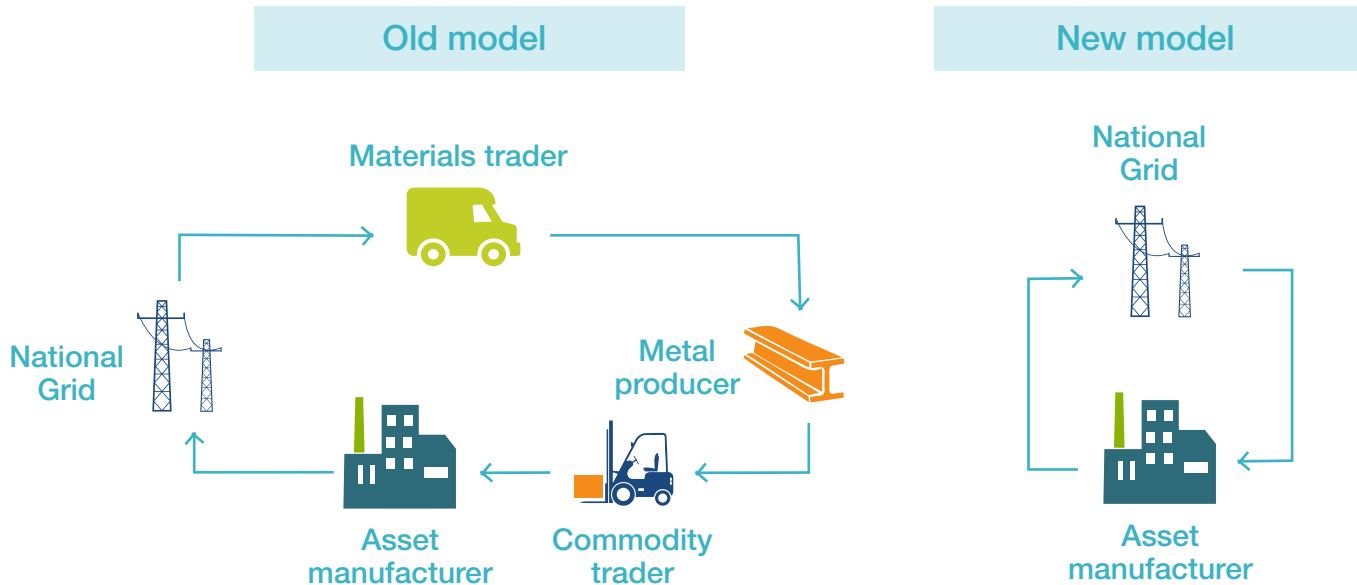 Old model
New model
Materials trader
National
Grid
Metal
producer
Asset
manufacturer
Commodity
trader
National
Grid
Asset
manufacturer